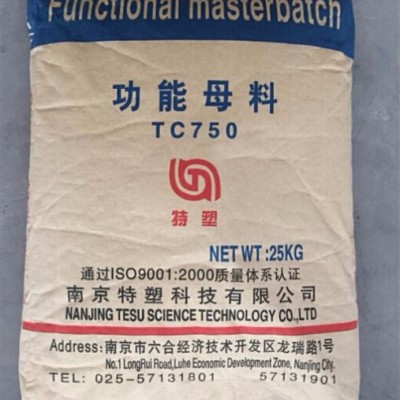 Functional masterbatch
功能母料
TC750
特塑
NET WT:25KG
通过ISO9001:2000质量体系认证
南京特塑科技有限公司
NANJING TESU SCIENCE TECHNOLOGY CO.,LTD
Address:南京市六合经济技术开发区龙瑞路1号
No.1 LongRui Road,Luhe Economic Development Zone, Nanjing Cihy.
TEL: 025-57131801 57131901